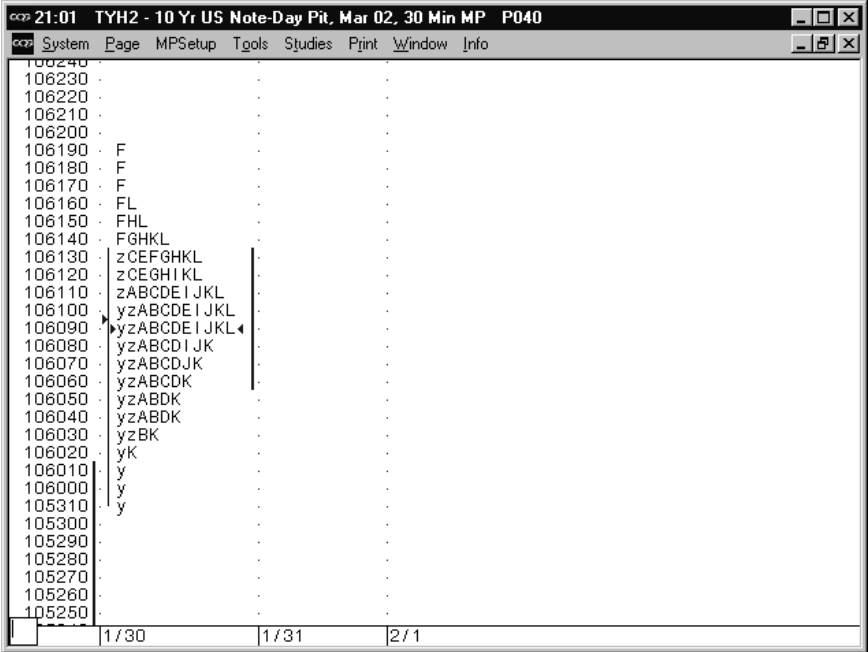 CQG 21:01 TYH2 - 10 Yr US Note-Day Pit, Mar 02, 30 Min MP P040
CQG System Page MPSetup Tools Studies Print Window Info
106240
106230
106220
106210
106200
106190 F
106180 F
106170 F
106160 FL
106150 FHL
106140 FGHKL
106130 zCEFGHKL
106120 zCEGHIKL
106110 zABCDEIJKL
106100 yzABCDEIJKL
106090 yzABCDEIJKL
106080 yzABCDIJK
106070 yzABCDJK
106060 yzABCDK
106050 yzABDK
106040 yzABDK
106030 yzBK
106020 yK
106010 y
106000 y
105310 y
105300
105290
105280
105270
105260
105250
1/30 1/31 2/1